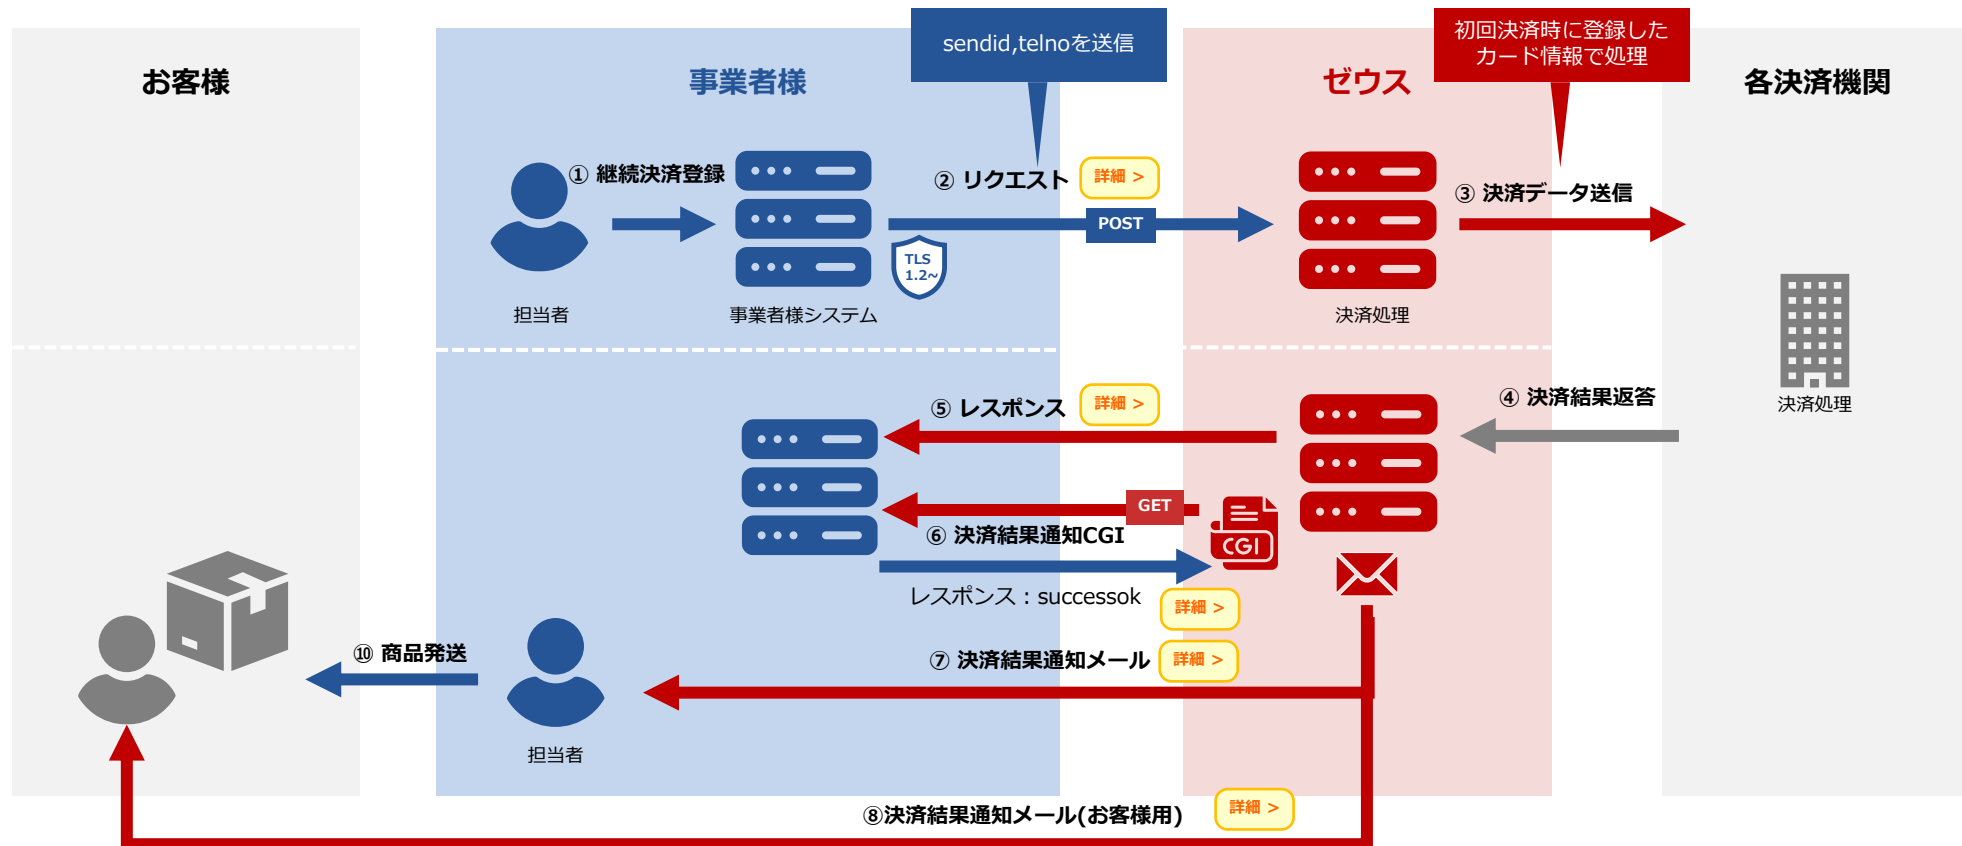 お客様
事業者様
sendid,telnoを送信
ゼウス
初回決済時に登録した
カード情報で処理
各決済機関
① 継続決済登録
② リクエスト
詳細 >
③ 決済データ送信
POST
TLS
1.2~
担当者
事業者様システム
決済処理
⑤ レスポンス
詳細 >
④ 決済結果返答
決済処理
GET
⑥ 決済結果通知CGI
CGI
レスポンス：successok
詳細 >
⑩ 商品発送
⑦ 決済結果通知メール
詳細 >
担当者
⑧決済結果通知メール(お客様用)
詳細 >